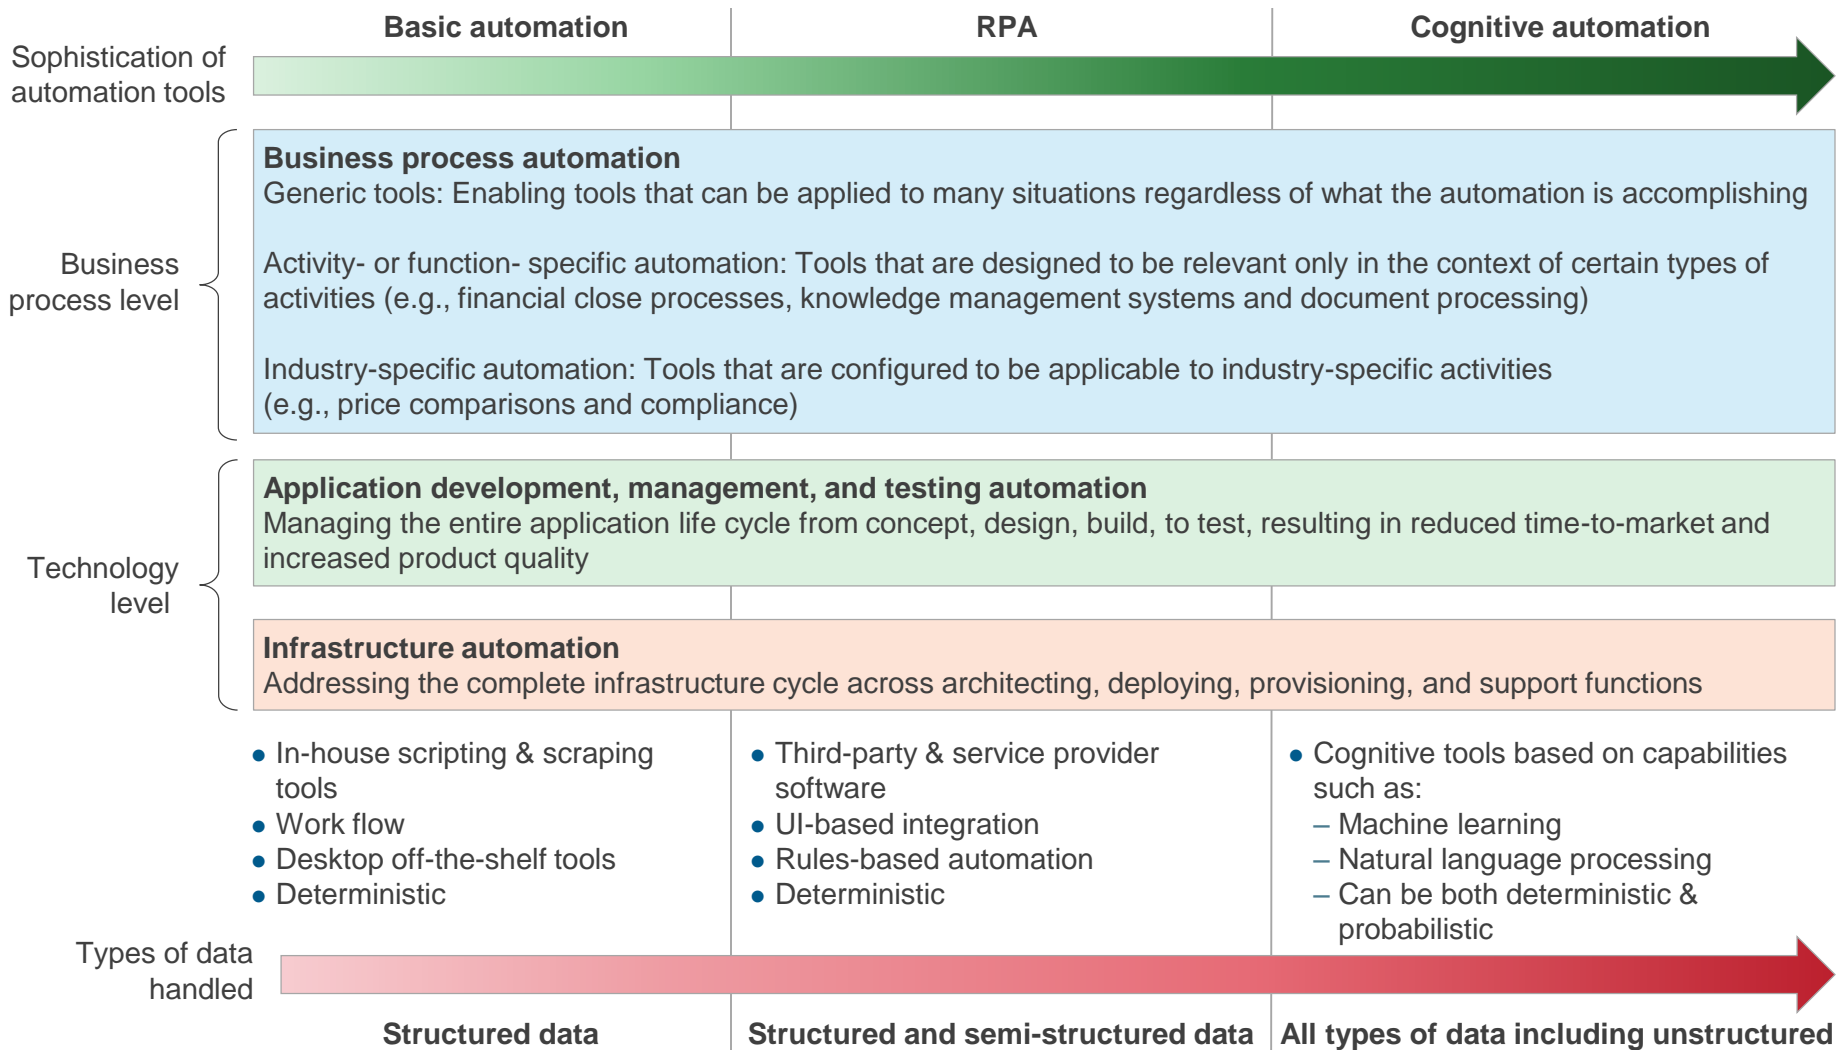 Basic automation
RPA
Cognitive automation
Sophistication of
automation tools
Business process level
Business process automation
Generic tools: Enabling tools that can be applied to many situations regardless of what the automation is accomplishing
Activity- or function- specific automation: Tools that are designed to be relevant only in the context of certain types of
activities (e.g., financial close processes, knowledge management systems and document processing)
Industry-specific automation: Tools that are configured to be applicable to industry-specific activities
(e.g., price comparisons and compliance)
Technology
level
Application development, management, and testing automation
Managing the entire application life cycle from concept, design, build, to test, resulting in reduced time-to-market and
increased product quality
Infrastructure automation
Addressing the complete infrastructure cycle across architecting, deploying, provisioning, and support functions
● In-house scripting & scraping
tools
● Work flow
● Desktop off-the-shelf tools
● Deterministic
● Third-party & service provider
software
● UI-based integration
● Rules-based automation
● Deterministic
● Cognitive tools based on capabilities
such as:
– Machine learning
– Natural language processing
– Can be both deterministic &
probabilistic
Types of data
handled
Structured data
Structured and semi-structured data
All types of data including unstructured